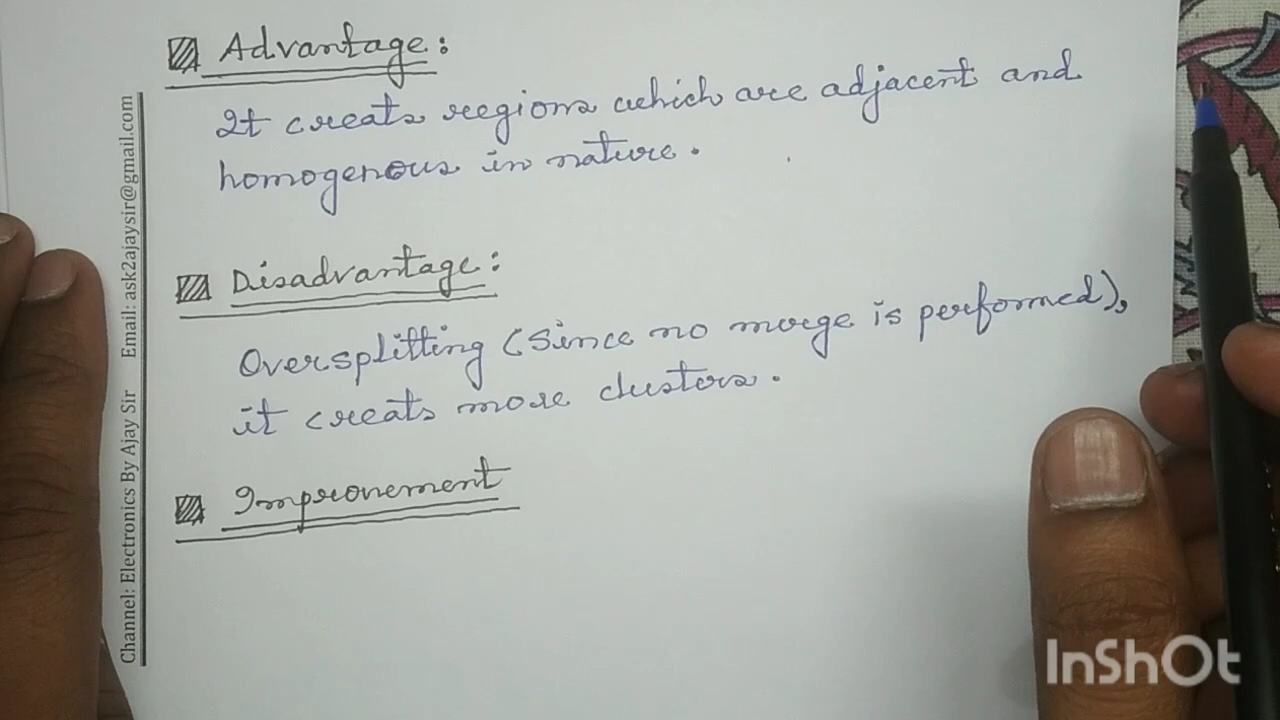 Advantage:
It creats regions which are adjacent and
homogenous in nature.
Disadvantage:
Oversplitting (Since no merge is performed),
it creats more clusters.
Improvement
Channel: Electronics By Ajay Sir Email: ask2ajaysir@gmail.com
InShOt